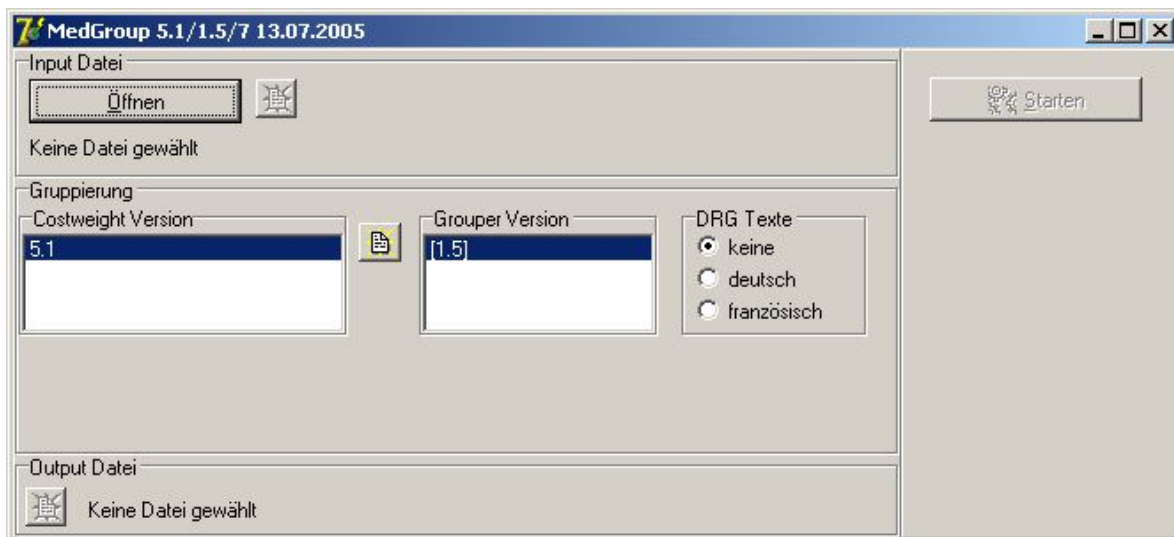 MedGroup 5.1/1.5/7 13.07.2005
Input Datei
Öffnen
Starten
Keine Datei gewählt
Gruppierung
Costweight Version
5.1
Grouper Version
[1.5]
DRG Texte
keine
deutsch
französisch
Output Datei
Keine Datei gewählt